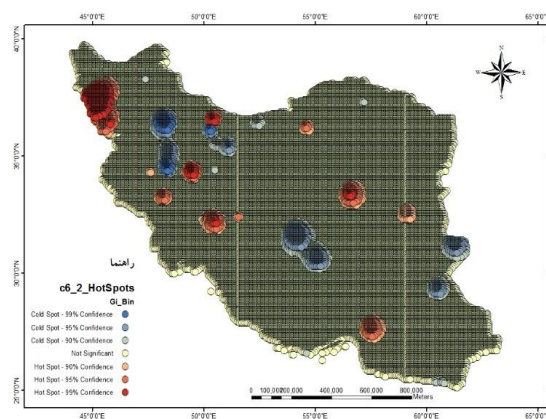 45°0'0"E 50°0'0"E 55°0'0"E 60°0'0"E 65°0'0"E
40°0'0"N
35°0'0"N
30°0'0"N
25°0'0"N
N
W E
S
راهنما
c6_2_HotSpots
Gi_Bin
Cold Spot - 99% Confidence
Cold Spot - 95% Confidence
Cold Spot - 90% Confidence
Not Significant
Hot Spot - 90% Confidence
Hot Spot - 95% Confidence
Hot Spot - 99% Confidence
0 100,000 200,000 400,000 600,000 800,000
Meters
45°0'0"E 50°0'0"E 55°0'0"E 60°0'0"E 65°0'0"E